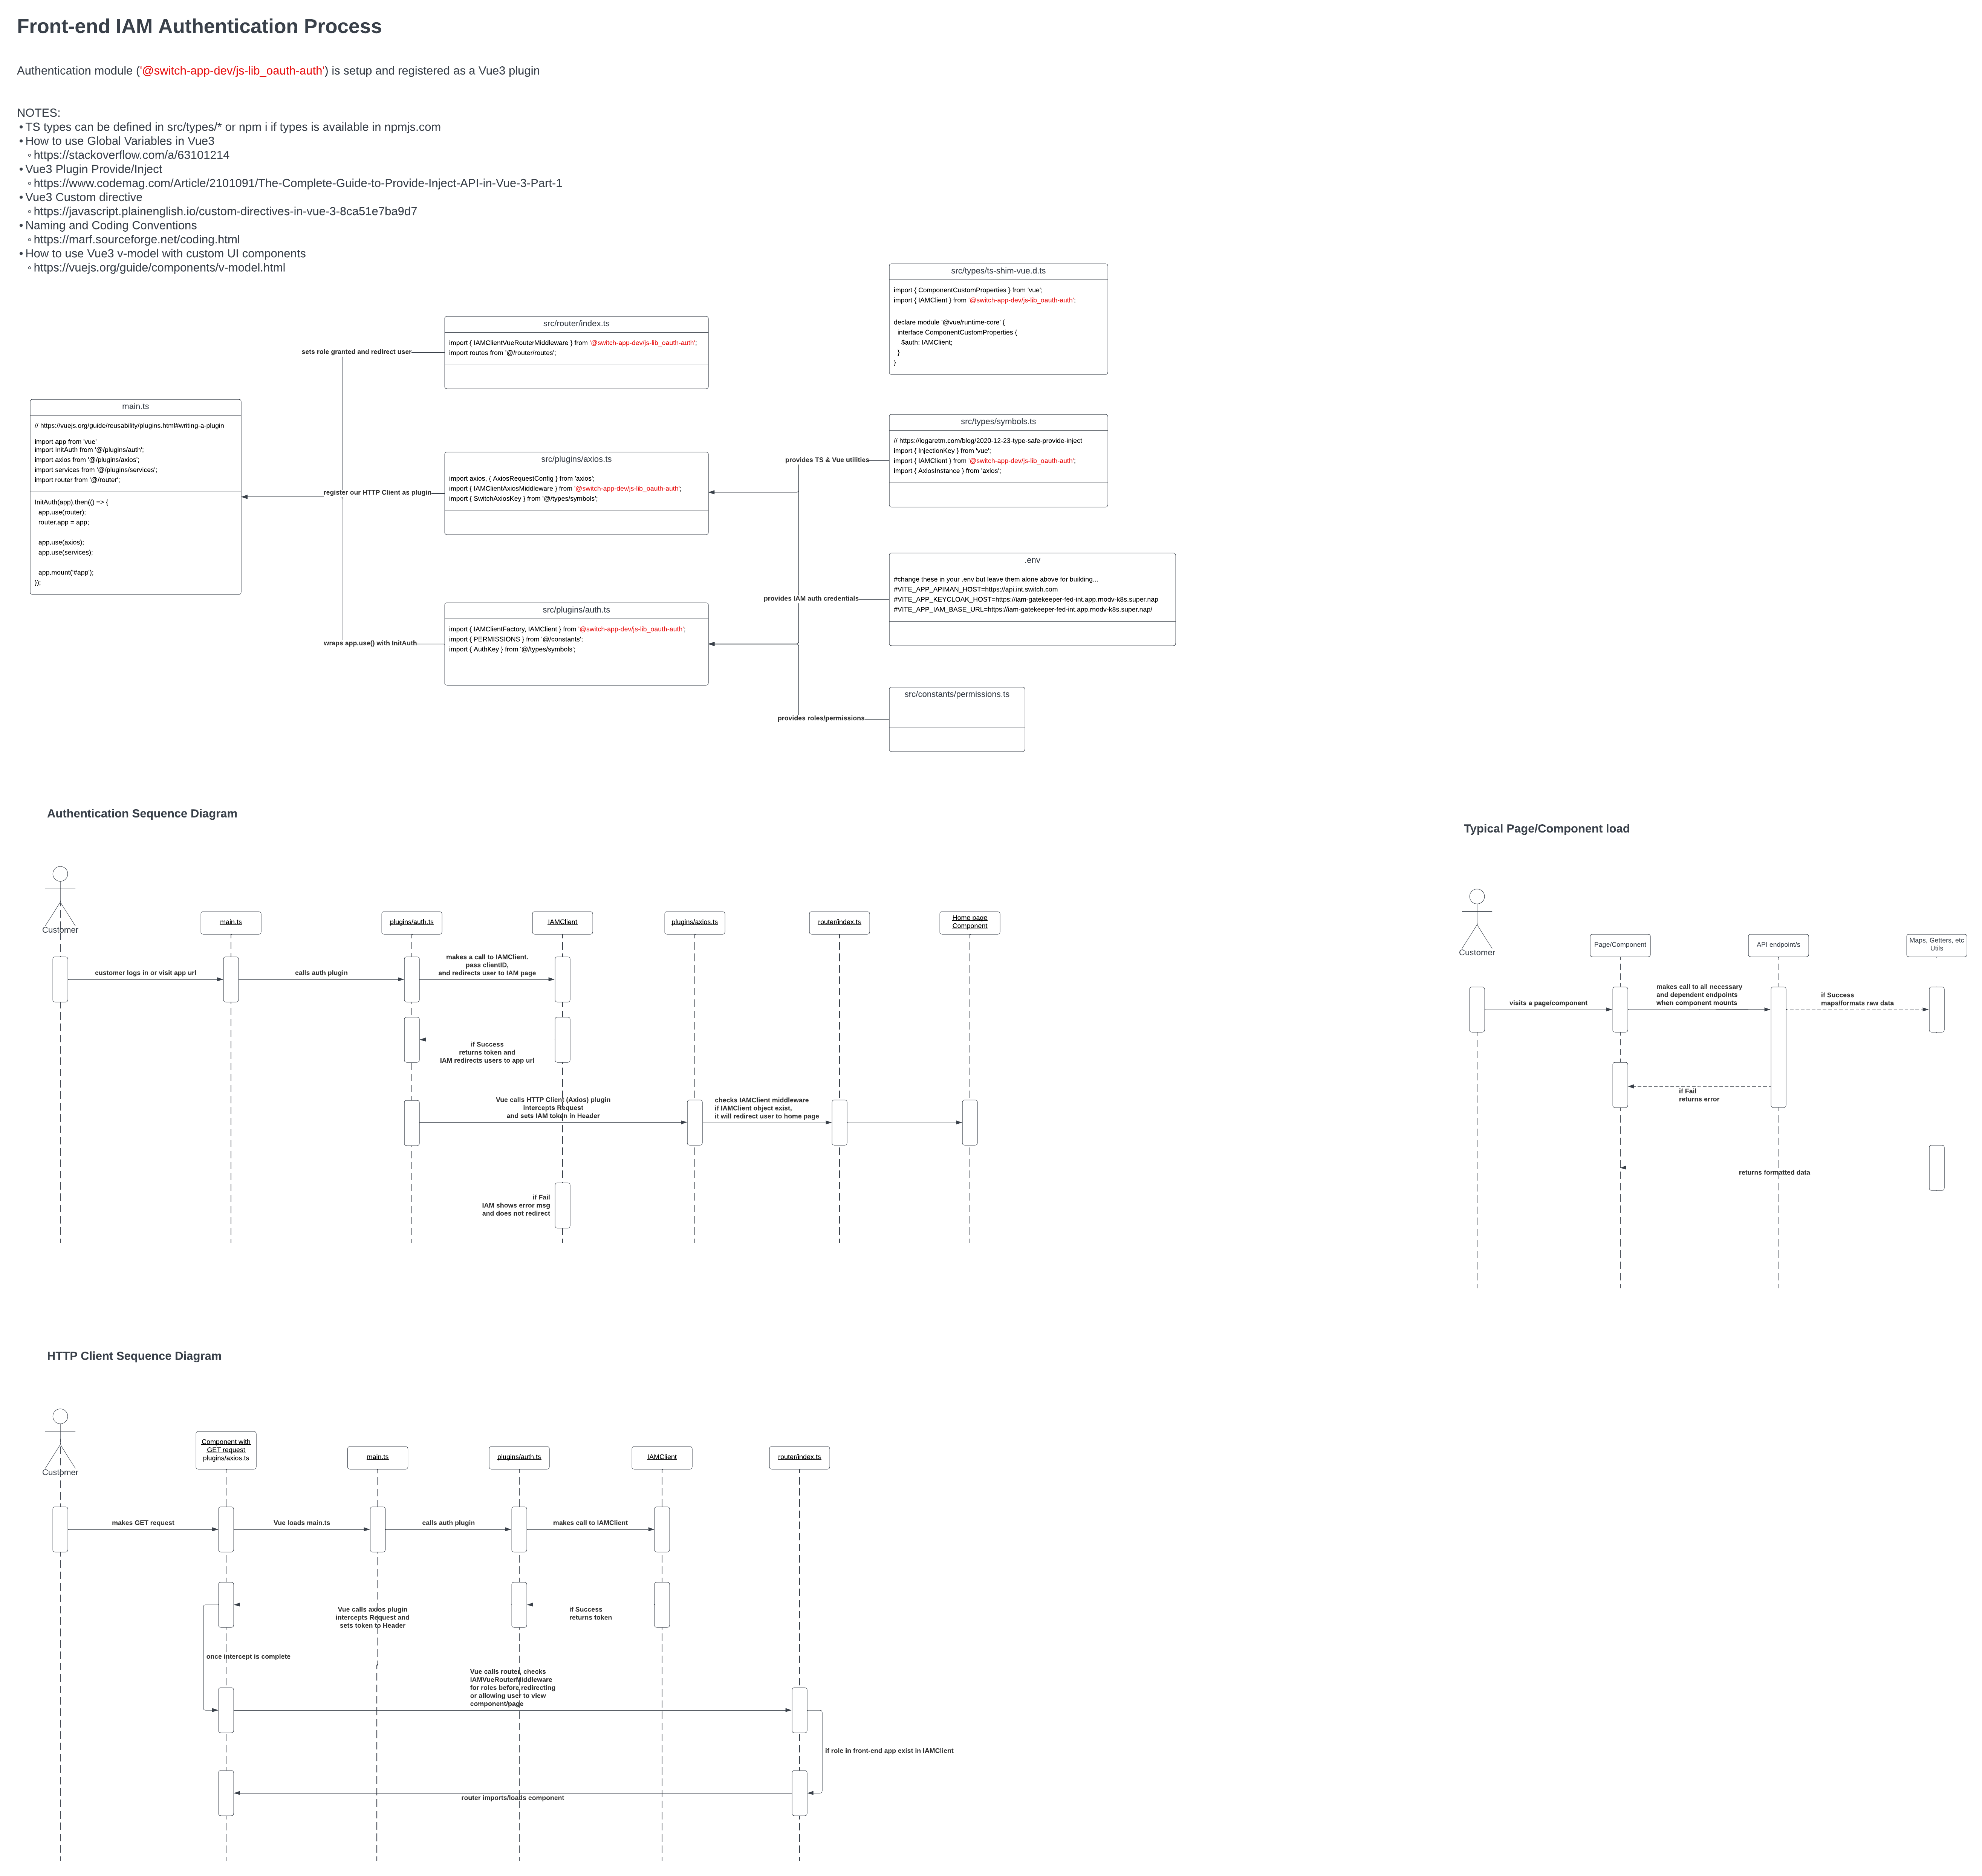 Front-end IAM Authentication Process
Authentication module ('@switch-app-dev/js-lib_oauth-auth') is setup and registered as a Vue3 plugin
NOTES:
• TS types can be defined in src/types/* or npm i if types is available in npmjs.com
• How to use Global Variables in Vue3
◦ https://stackoverflow.com/a/63101214
• Vue3 Plugin Provide/Inject
◦ https://www.codemag.com/Article/2101091/The-Complete-Guide-to-Provide-Inject-API-in-Vue-3-Part-1
• Vue3 Custom directive
◦ https://javascript.plainenglish.io/custom-directives-in-vue-3-8ca51e7ba9d7
• Naming and Coding Conventions
◦ https://marf.sourceforge.net/coding.html
• How to use Vue3 v-model with custom UI components
◦ https://vuejs.org/guide/components/v-model.html
main.ts
// https://vuejs.org/guide/reusability/plugins.html#writing-a-plugin
import app from 'vue'
import InitAuth from '@/plugins/auth';
import axios from '@/plugins/axios';
import services from '@/plugins/services';
import router from '@/router';
InitAuth(app).then(() => {
app.use(router);
router.app = app;
app.use(axios);
app.use(services);
app.mount('#app');
});
sets role granted and redirect user
register our HTTP Client as plugin
wraps app.use() with InitAuth
src/router/index.ts
import { IAMClientVueRouterMiddleware } from '@switch-app-dev/js-lib_oauth-auth';
import routes from '@/router/routes';
src/plugins/axios.ts
import axios, { AxiosRequestConfig } from 'axios';
import { IAMClientAxiosMiddleware } from '@switch-app-dev/js-lib_oauth-auth';
import { SwitchAxiosKey } from '@/types/symbols';
src/plugins/auth.ts
import { IAMClientFactory, IAMClient } from '@switch-app-dev/js-lib_oauth-auth';
import { PERMISSIONS } from '@/constants';
import { AuthKey } from '@/types/symbols';
provides TS & Vue utilities
provides IAM auth credentials
provides roles/permissions
src/types/ts-shim-vue.d.ts
import { ComponentCustomProperties } from 'vue';
import { IAMClient } from '@switch-app-dev/js-lib_oauth-auth';
declare module '@vue/runtime-core' {
interface ComponentCustomProperties {
$auth: IAMClient;
}
}
src/types/symbols.ts
// https://logaretm.com/blog/2020-12-23-type-safe-provide-inject
import { InjectionKey } from 'vue';
import { IAMClient } from '@switch-app-dev/js-lib_oauth-auth';
import { AxiosInstance } from 'axios';
.env
#change these in your .env but leave them alone above for building...
#VITE_APP_APIMAN_HOST=https://api.int.switch.com
#VITE_APP_KEYCLOAK_HOST=https://iam-gatekeeper-fed-int.app.modv-k8s.super.nap
#VITE_APP_IAM_BASE_URL=https://iam-gatekeeper-fed-int.app.modv-k8s.super.nap/
src/constants/permissions.ts
Authentication Sequence Diagram
Customer
main.ts
plugins/auth.ts
IAMClient
plugins/axios.ts
router/index.ts
Home page
Component
customer logs in or visit app url
calls auth plugin
makes a call to IAMClient.
pass clientID,
and redirects user to IAM page
if Success
returns token and
IAM redirects users to app url
Vue calls HTTP Client (Axios) plugin
intercepts Request
and sets IAM token in Header
checks IAMClient middleware
if IAMClient object exist,
it will redirect user to home page
if Fail
IAM shows error msg
and does not redirect
Typical Page/Component load
Customer
Page/Component
API endpoint/s
Maps, Getters, etc
Utils
visits a page/component
makes call to all necessary
and dependent endpoints
when component mounts
if Success
maps/formats raw data
if Fail
returns error
returns formatted data
HTTP Client Sequence Diagram
Customer
Component with
GET request
plugins/axios.ts
main.ts
plugins/auth.ts
IAMClient
router/index.ts
makes GET request
Vue loads main.ts
calls auth plugin
makes call to IAMClient
Vue calls axios plugin
intercepts Request and
sets token to Header
if Success
returns token
once intercept is complete
Vue calls router, checks
IAMVueRouterMiddleware
for roles before redirecting
or allowing user to view
component/page
if role in front-end app exist in IAMClient
router imports/loads component